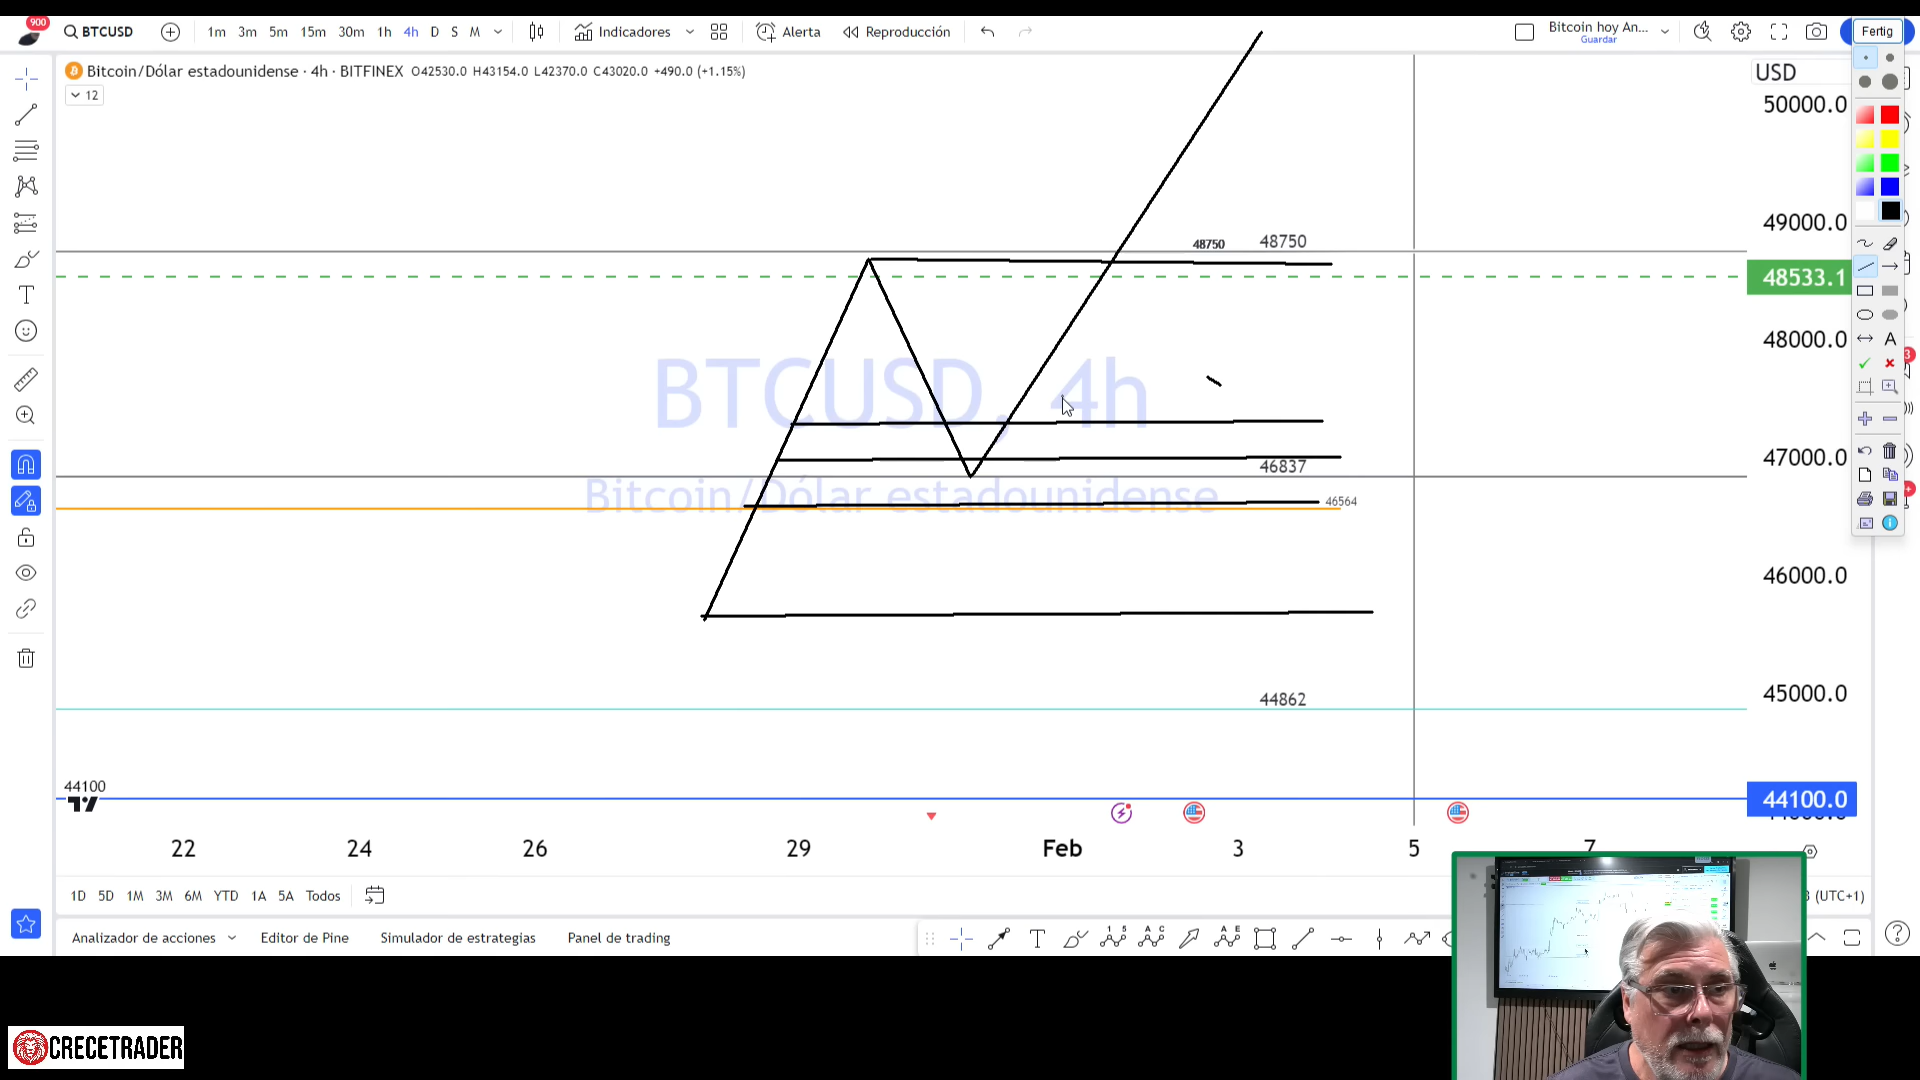 900
BTCUSD
1m 3m 5m 15m 30m 1h 4h D S M
Indicadores
Alerta
Reproducción
Bitcoin hoy An...
Guardar
Fertig
Bitcoin/Dólar estadounidense · 4h · BITFINEX O42530.0 H43154.0 L42370.0 C43020.0 +490.0 (+1.15%)
12
USD
50000.0
49000.0
48750 48750
48533.1
48000.0
BTCUSD, 4h
47000.0
46837
Bitcoin/Dólar estadounidense
46564
46000.0
45000.0
44862
44100
44100.0
22 24 26 29 Feb 3 5 7
1D 5D 1M 3M 6M YTD 1A 5A Todos
(UTC+1)
Analizador de acciones Editor de Pine Simulador de estrategias Panel de trading
CRECETRADER